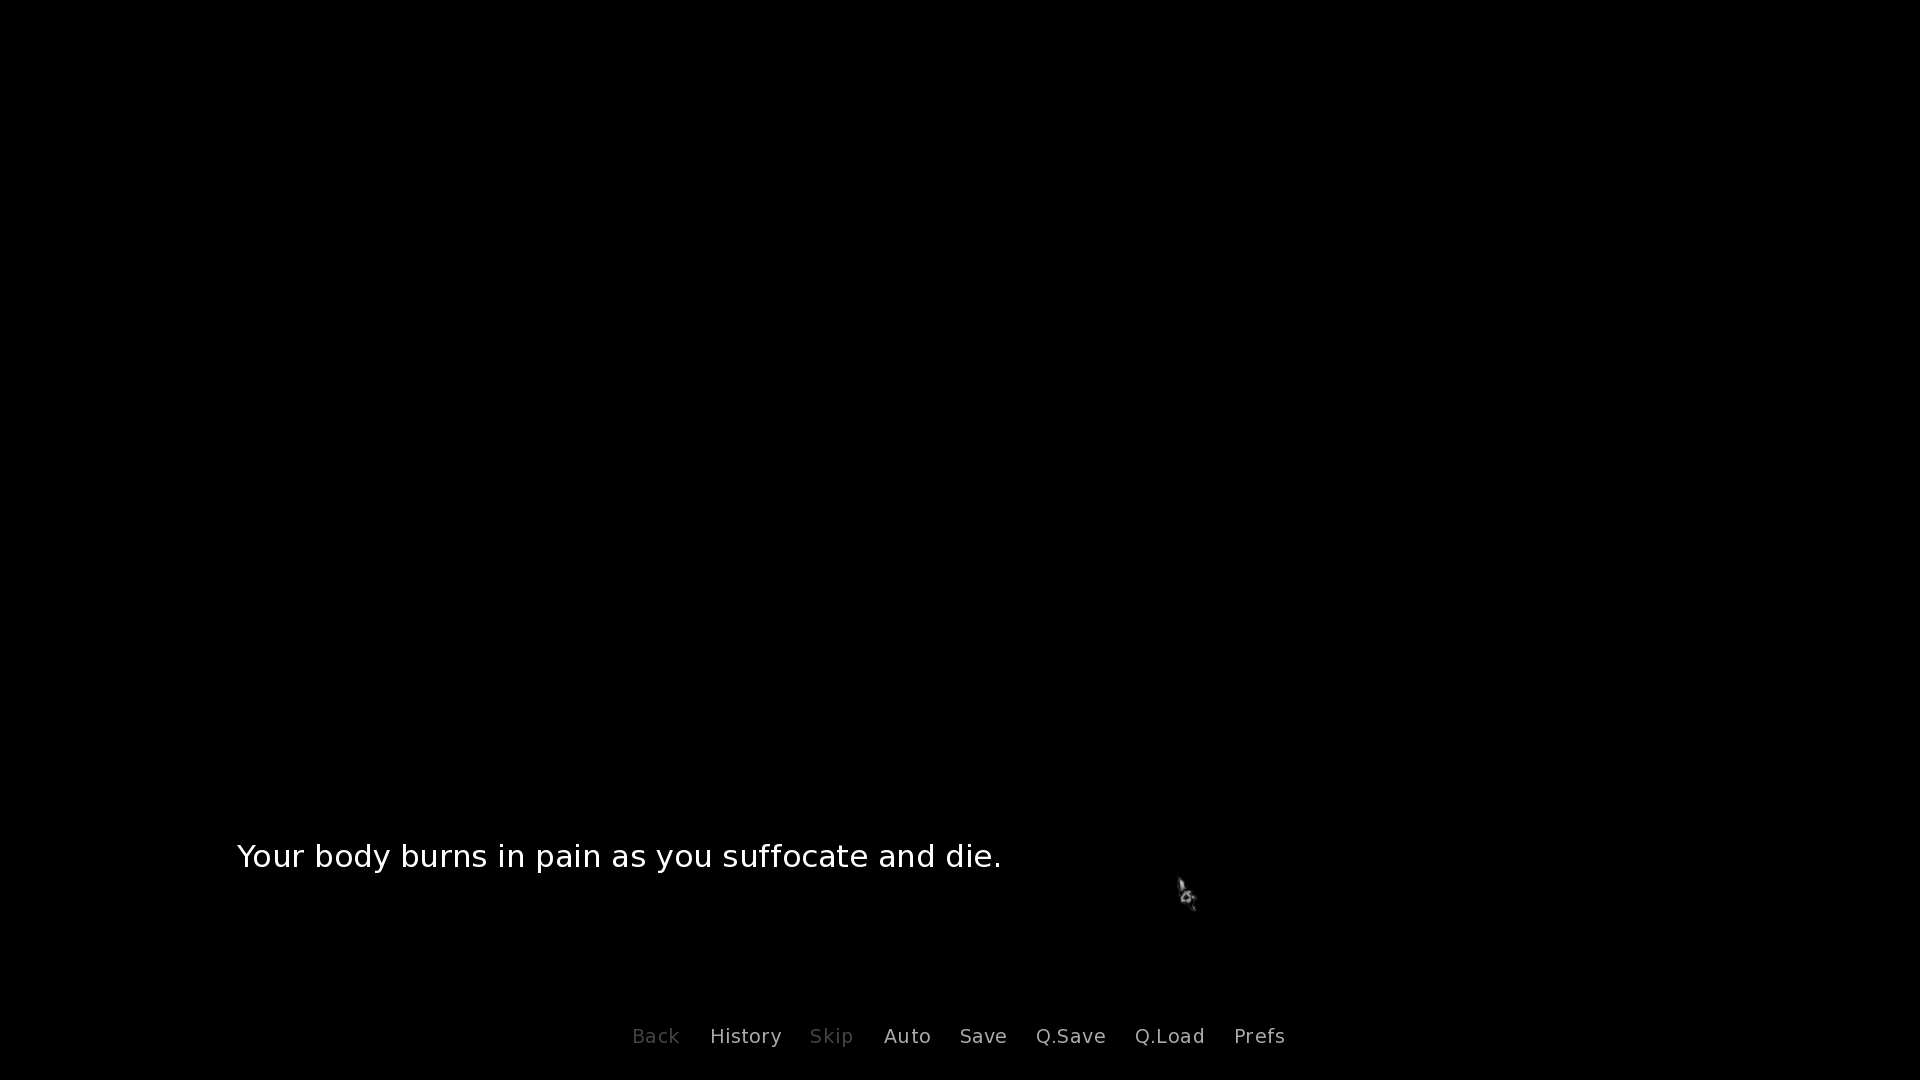 Your body burns in pain as you suffocate and die.
Back History Skip Auto Save Q.Save Q.Load Prefs